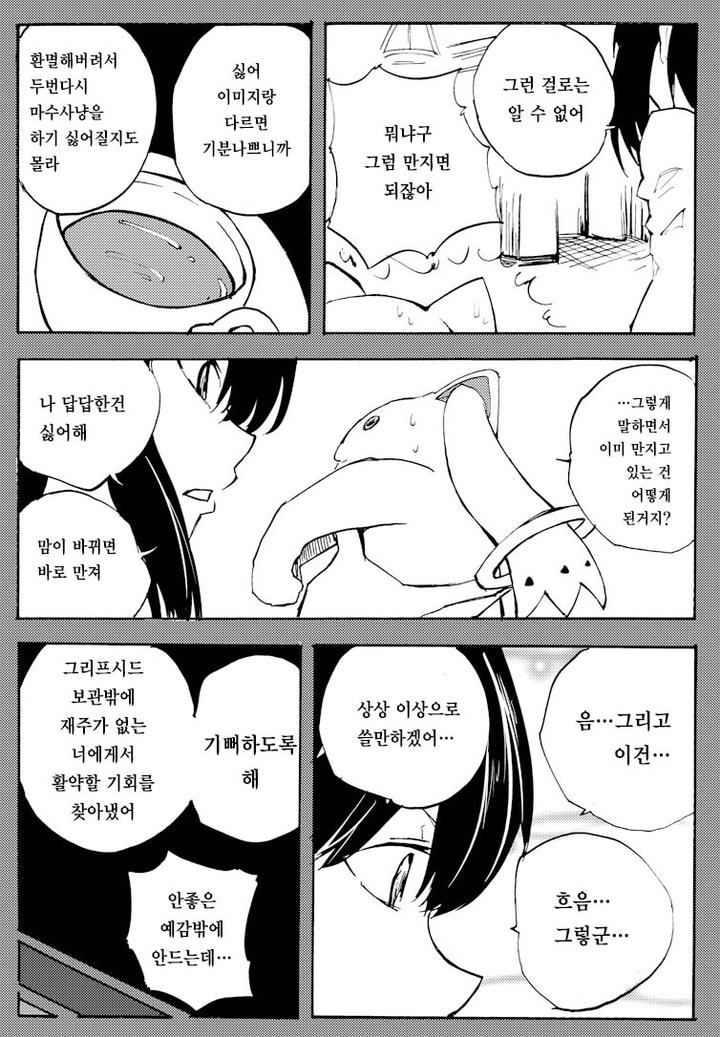 그런 걸로는
알 수 없어
뭐냐구
그럼 만지면
되잖아
싫어
이미지랑
다르면
기분나쁘니까
환멸해버려서
두번다시
마수사냥을
하기 싫어질지도
몰라
…그렇게
말하면서
이미 만지고
있는 건
어떻게
된거지?
나 답답한건
싫어해
맘이 바뀌면
바로 만져
음…그리고
이건…
흐음…
그렇군…
상상 이상으로
쓸만하겠어…
기뻐하도록
해
그리프시드
보관밖에
재주가 없는
너에게서
활약할 기회를
찾아냈어
안좋은
예감밖에
안드는데…